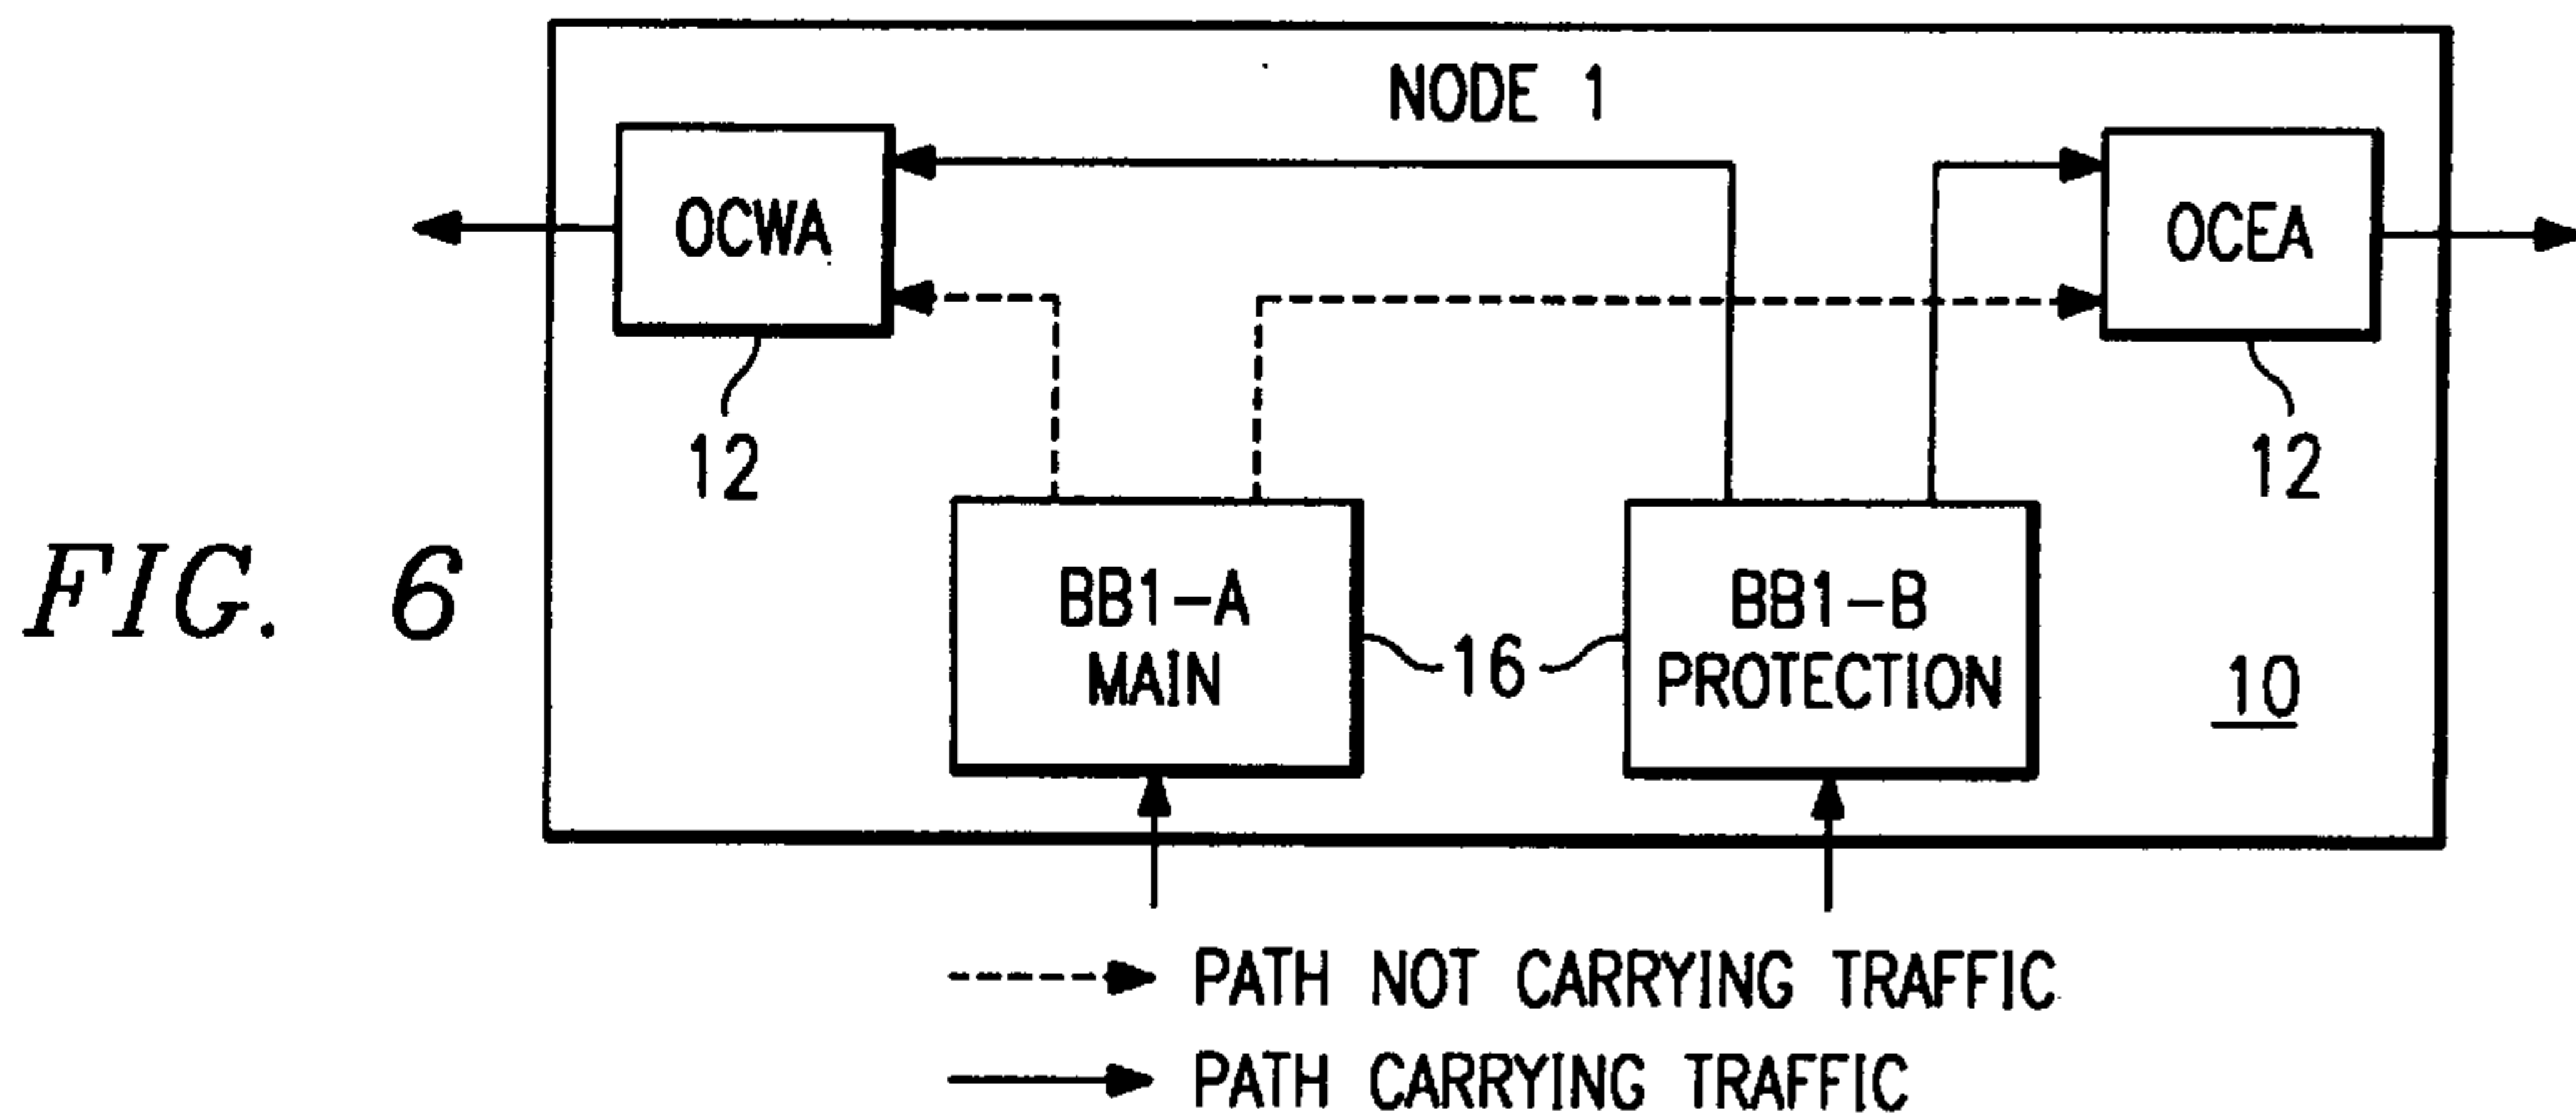 NODE 1
OCWA
OCEA
12
12
BB1-A
MAIN
BB1-B
PROTECTION
16
10
FIG. 6
PATH NOT CARRYING TRAFFIC
PATH CARRYING TRAFFIC